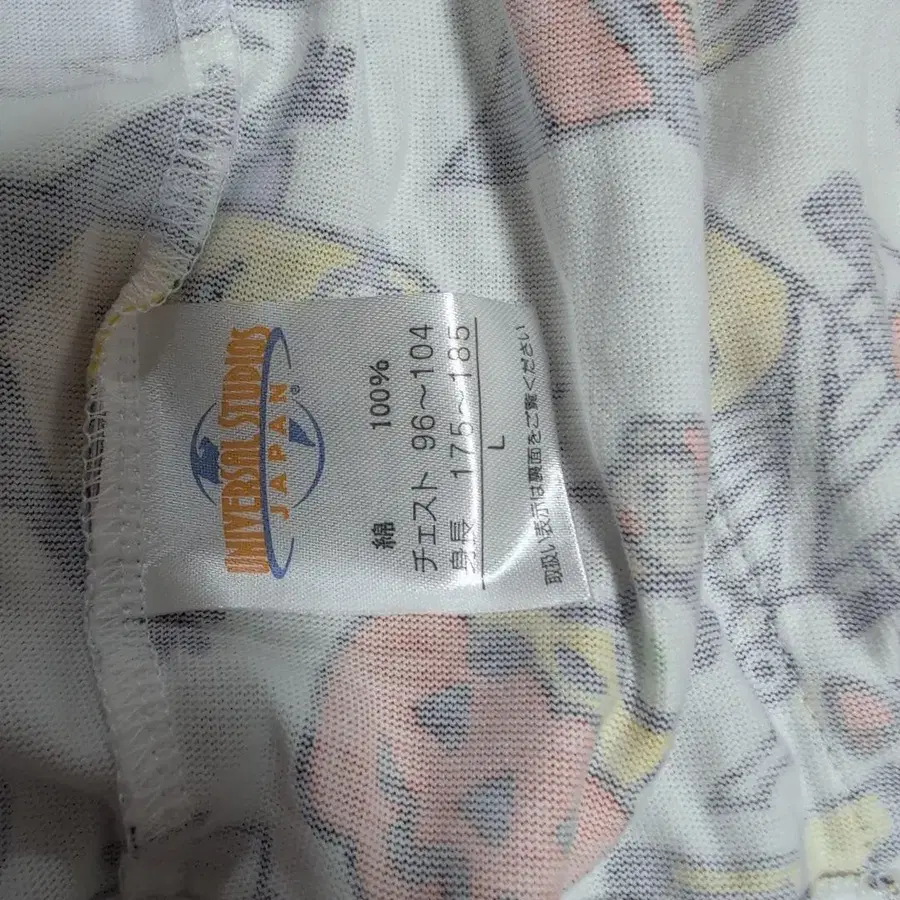 UNIVERSAL STUDIOS
JAPAN®
綿 100%
チェスト 96~104
身長 175~185
L
取扱い表示は裏面をご覧ください